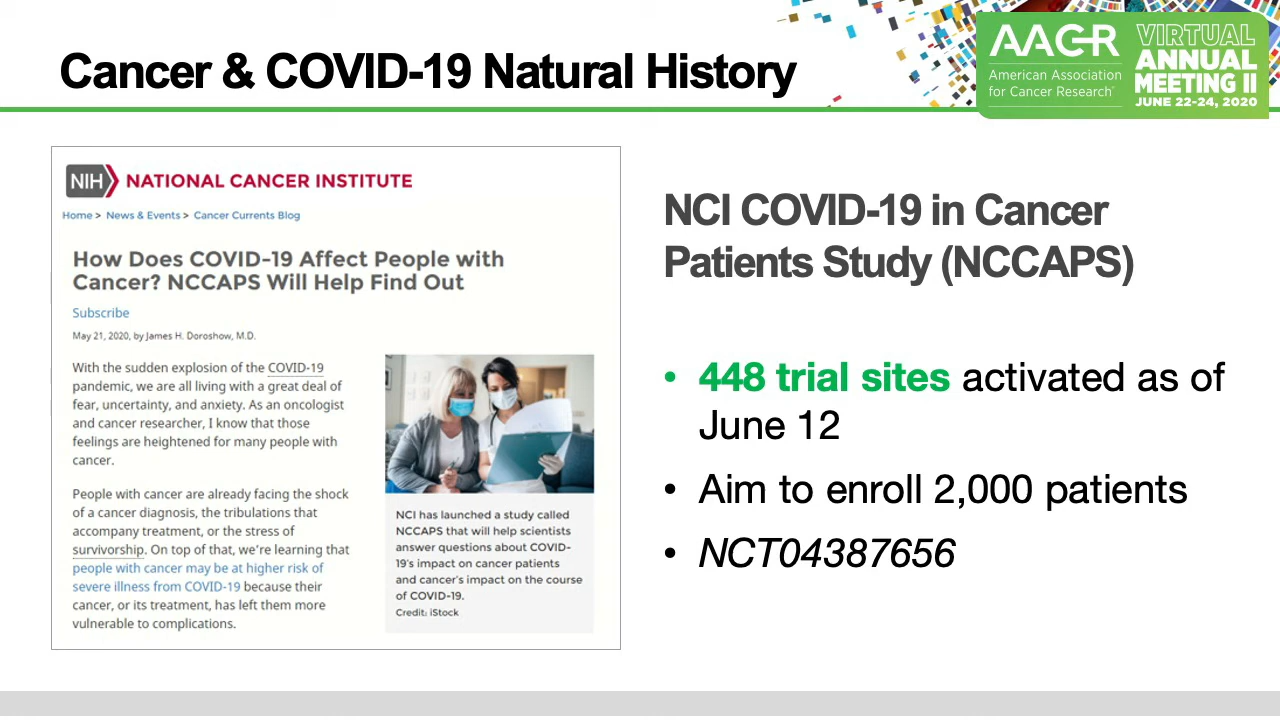 Cancer & COVID-19 Natural History
AACR
American Association
for Cancer Research®
VIRTUAL
ANNUAL
MEETING II
JUNE 22-24, 2020
NIH NATIONAL CANCER INSTITUTE
Home > News & Events > Cancer Currents Blog
How Does COVID-19 Affect People with
Cancer? NCCAPS Will Help Find Out
Subscribe
May 21, 2020, by James H. Doroshow, M.D.
With the sudden explosion of the COVID-19
pandemic, we are all living with a great deal of
fear, uncertainty, and anxiety. As an oncologist
and cancer researcher, I know that those
feelings are heightened for many people with
cancer.
People with cancer are already facing the shock
of a cancer diagnosis, the tribulations that
accompany treatment, or the stress of
survivorship. On top of that, we're learning that
people with cancer may be at higher risk of
severe illness from COVID-19 because their
cancer, or its treatment, has left them more
vulnerable to complications.
NCI has launched a study called
NCCAPS that will help scientists
answer questions about COVID-
19's impact on cancer patients
and cancer's impact on the course
of COVID-19.
Credit: iStock
NCI COVID-19 in Cancer
Patients Study (NCCAPS)
• 448 trial sites activated as of
June 12
• Aim to enroll 2,000 patients
• NCT04387656